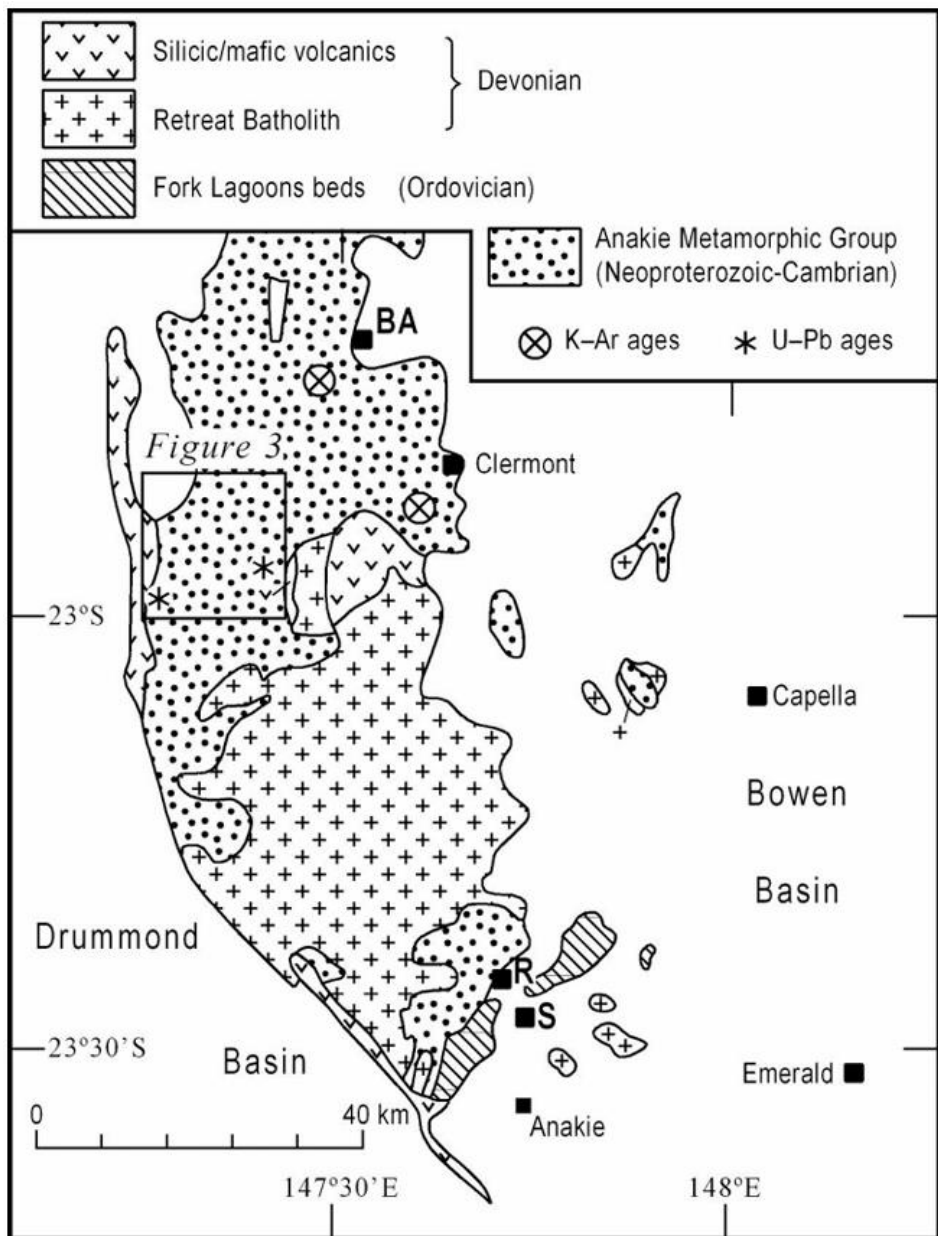 Silicic/mafic volcanics
Devonian
Retreat Batholith
Fork Lagoons beds (Ordovician)
Anakie Metamorphic Group
(Neoproterozoic-Cambrian)
K–Ar ages
U–Pb ages
BA
Figure 3
Clermont
23°S
Capella
Bowen
Basin
Drummond
R
S
23°30'S
Basin
Emerald
0
40 km
Anakie
147°30'E
148°E